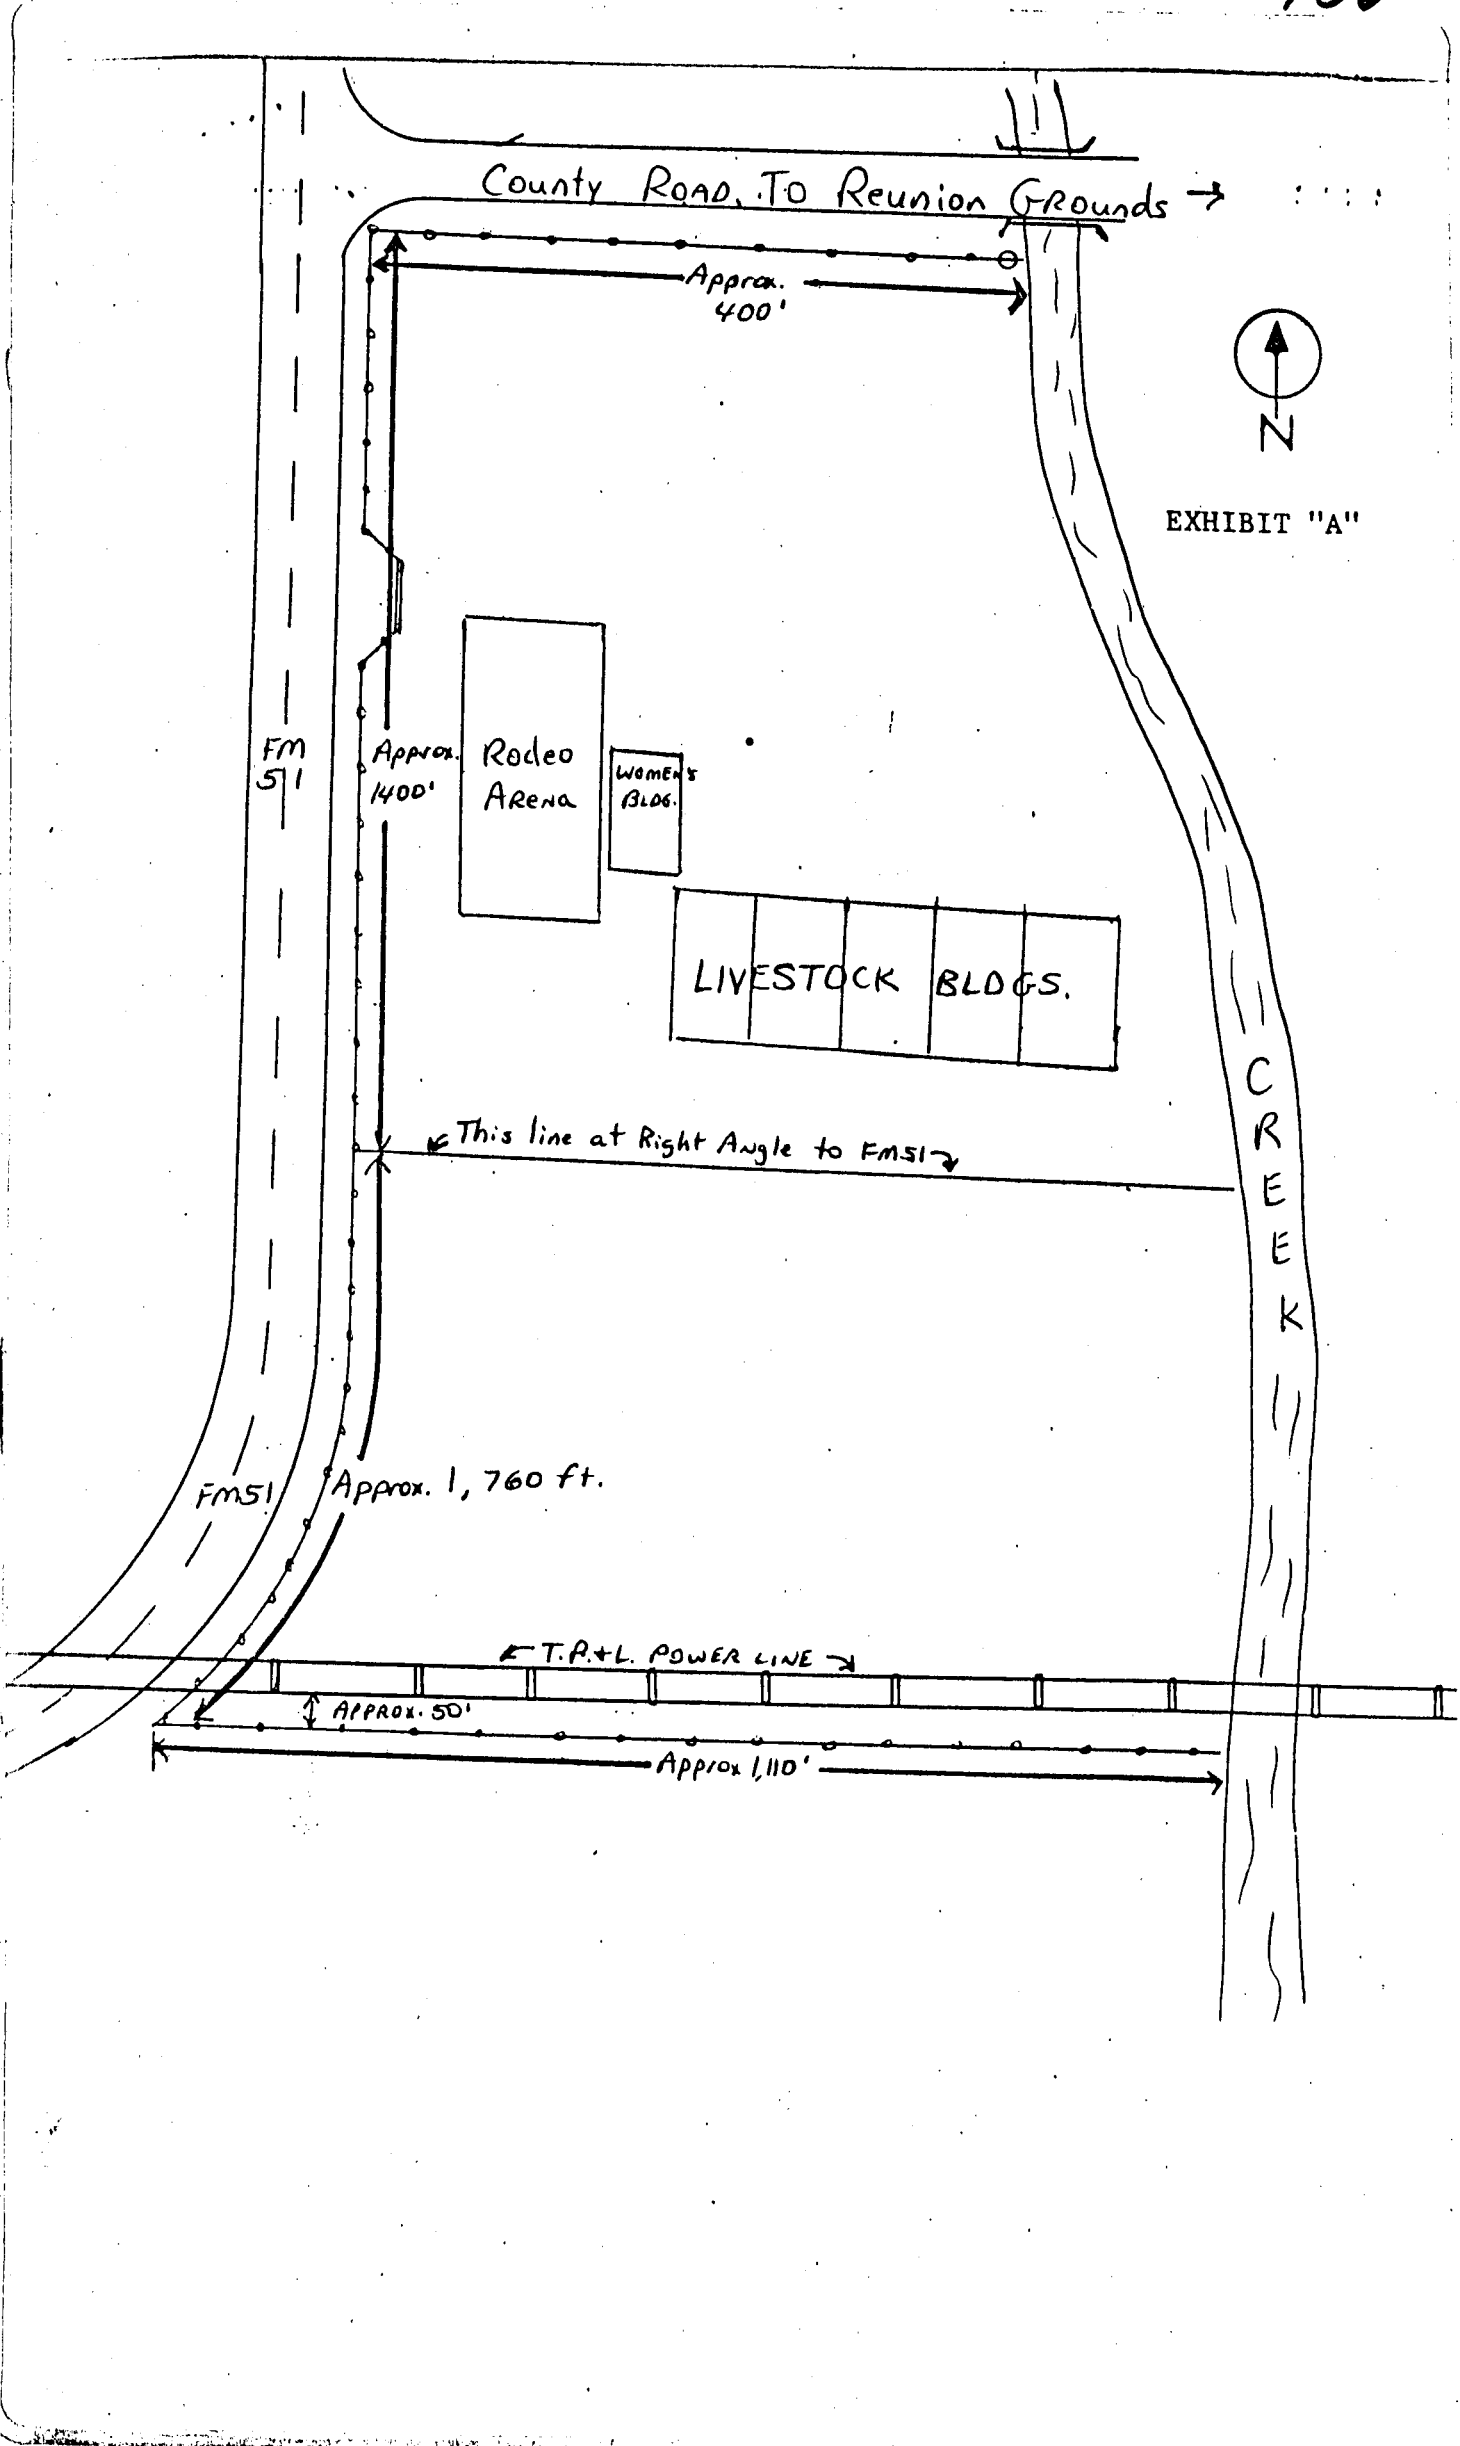 County ROAD. TO Reunion GROunds →
Approx.
400'
N
EXHIBIT "A"
FM
51
Approx.
1400'
Rodeo
ARena
WOMEN'S
BLDG.
LIVESTOCK BLDGS.
CREEK
This line at Right Angle to FM51
FM51
Approx. 1,760 ft.
T.P.+L. POWER LINE
APPROX. 50'
Approx 1,110'